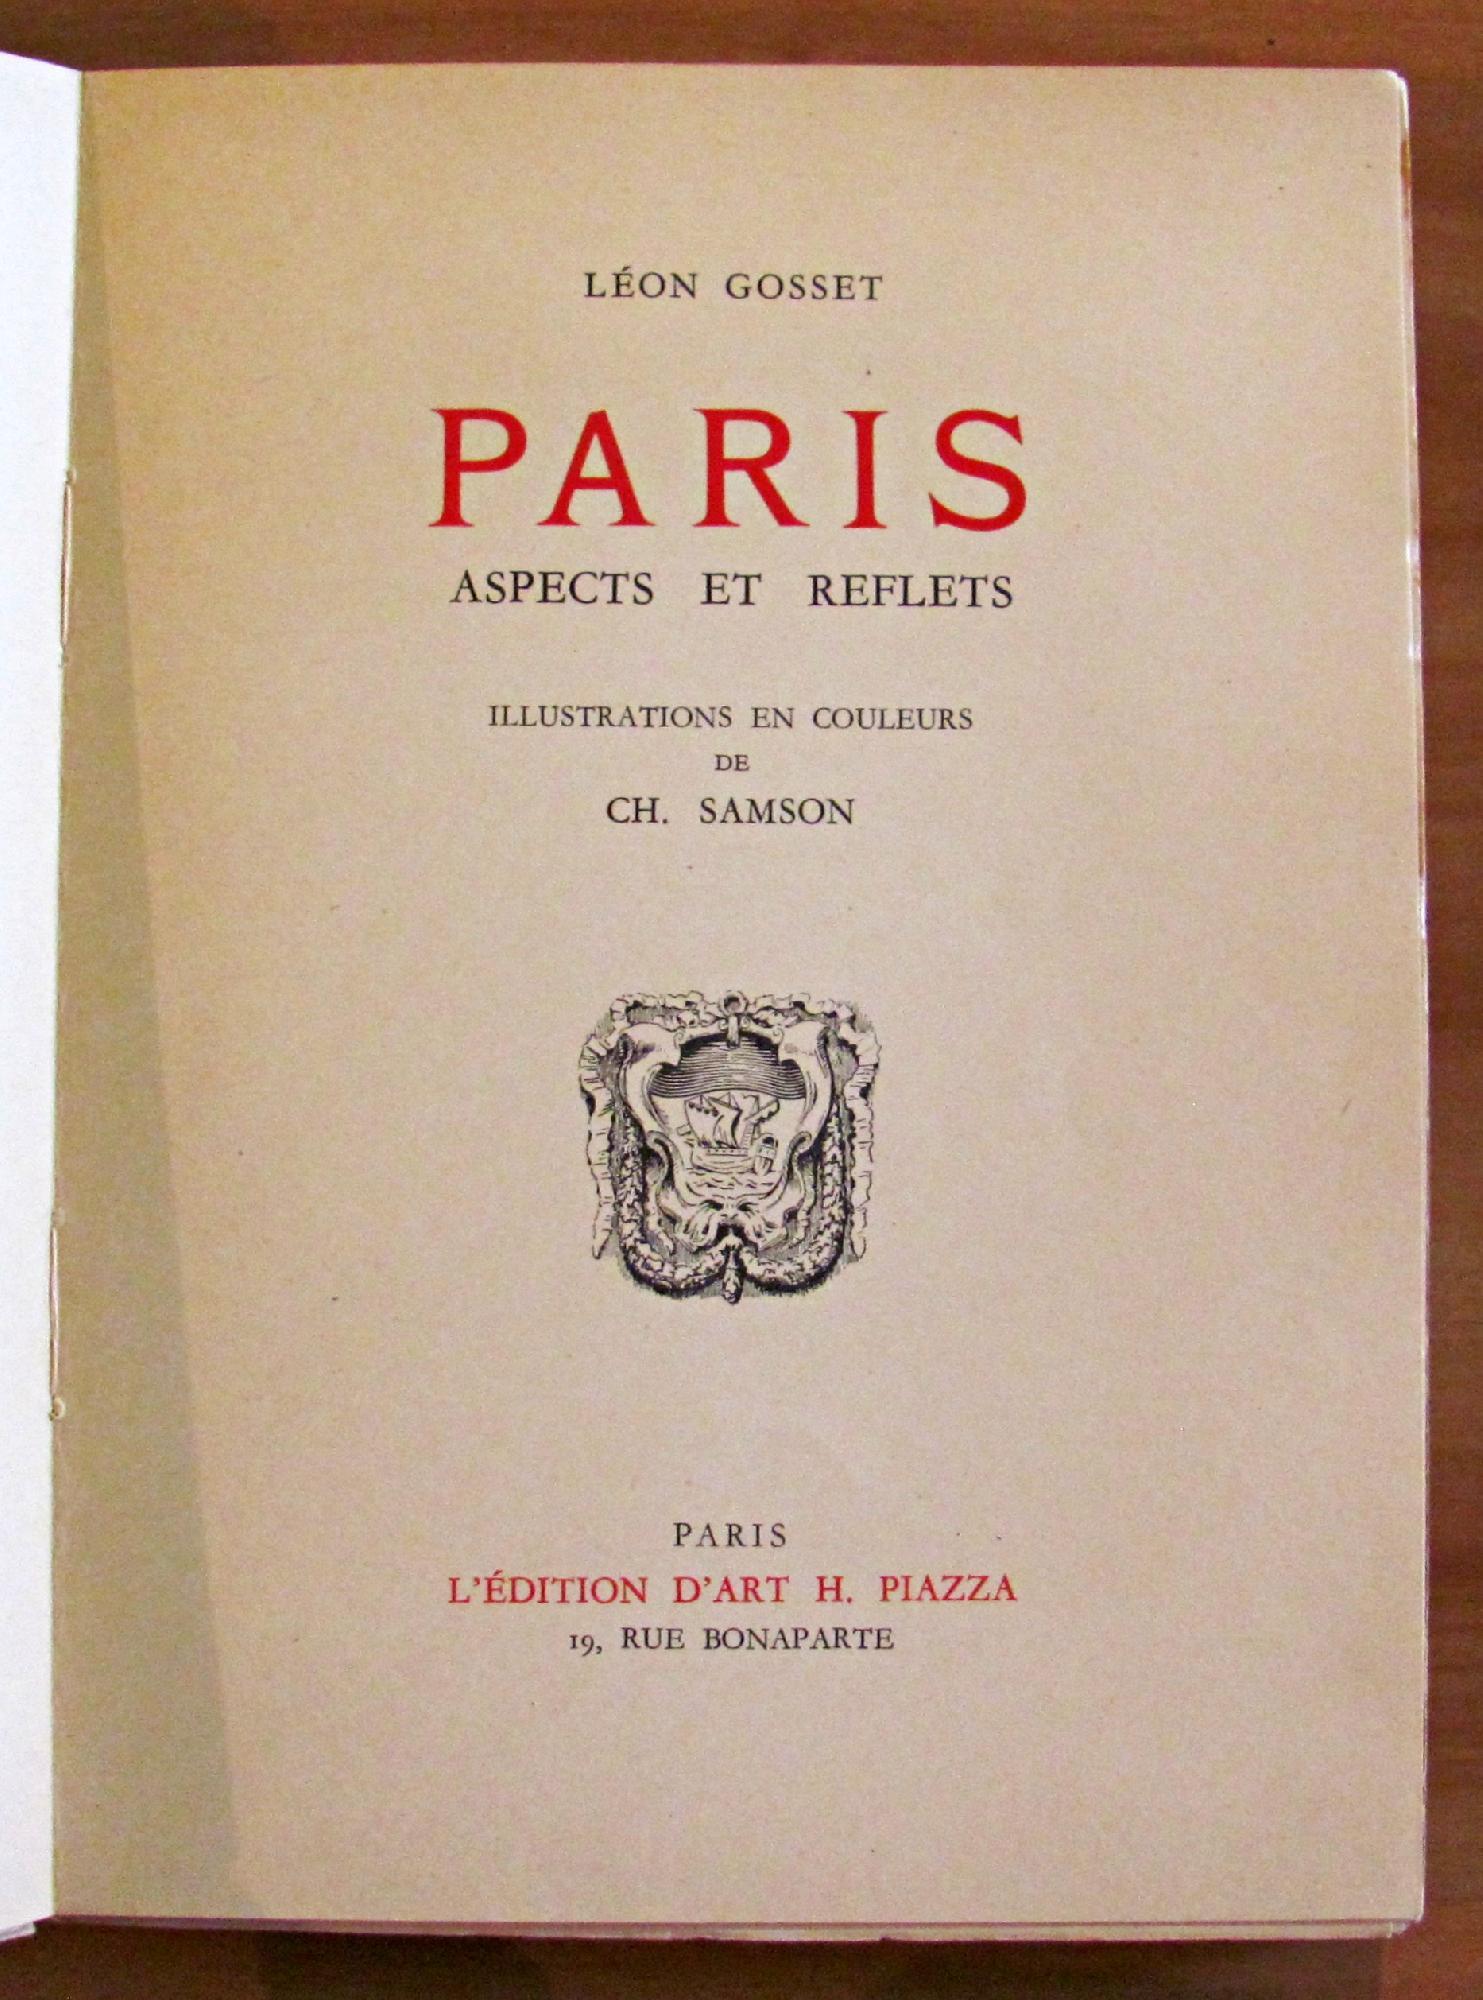 LÉON GOSSET
PARIS
ASPECTS ET REFLETS
ILLUSTRATIONS EN COULEURS
DE
CH. SAMSON
PARIS
L'ÉDITION D'ART H. PIAZZA
19, RUE BONAPARTE